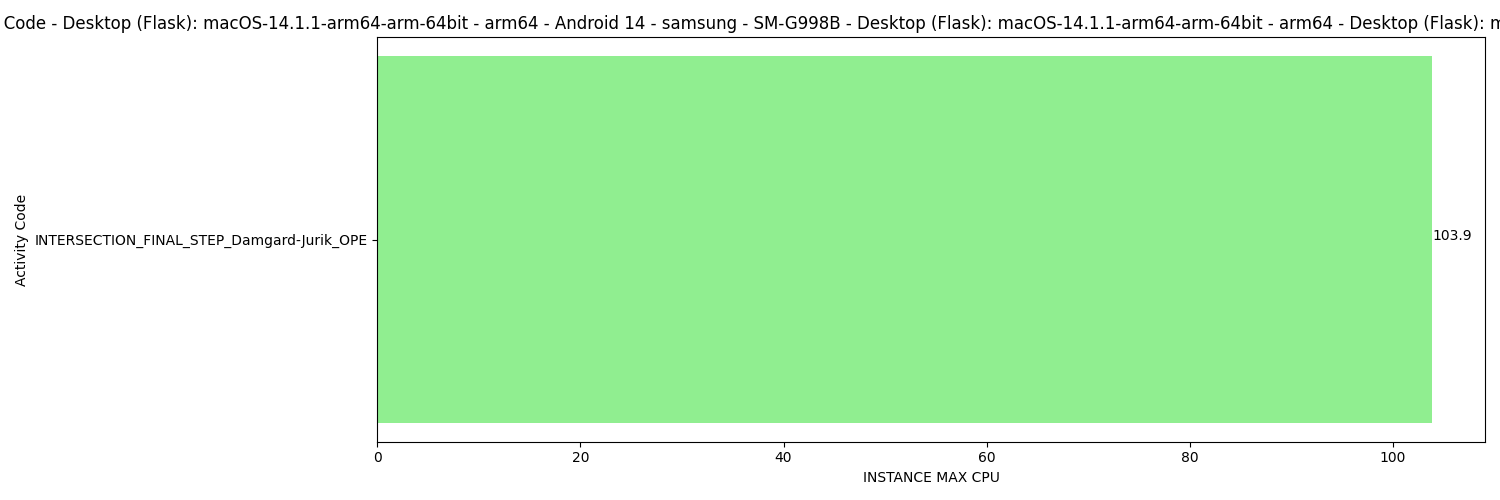 Code - Desktop (Flask): macOS-14.1.1-arm64-arm-64bit - arm64 - Android 14 - samsung - SM-G998B - Desktop (Flask): macOS-14.1.1-arm64-arm-64bit - arm64 - Desktop (Flask):
103.9
INTERSECTION_FINAL_STEP_Damgard-Jurik_OPE
Activity Code
0 20 40 60 80 100
INSTANCE MAX CPU